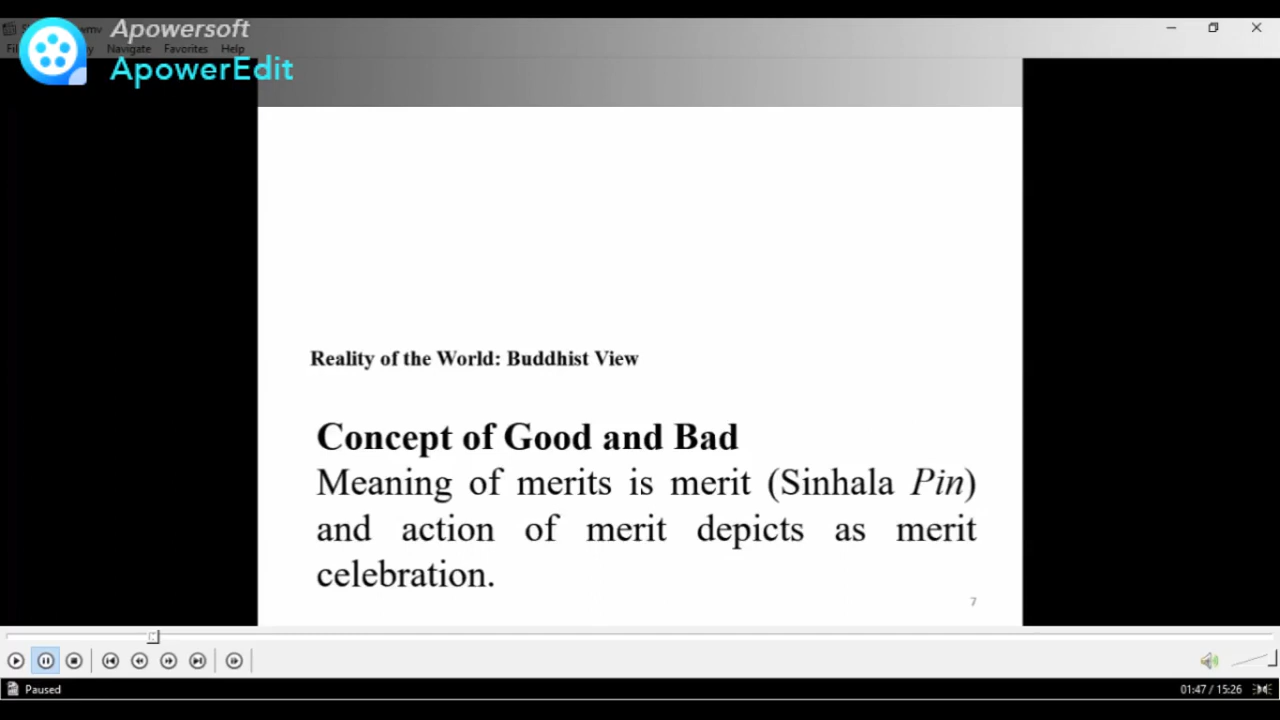 Apowersoft
ApowerEdit
Navigate Favorites Help
Reality of the World: Buddhist View
Concept of Good and Bad
Meaning of merits is merit (Sinhala Pin)
and action of merit depicts as merit
celebration.
7
Paused
01:47 / 15:26